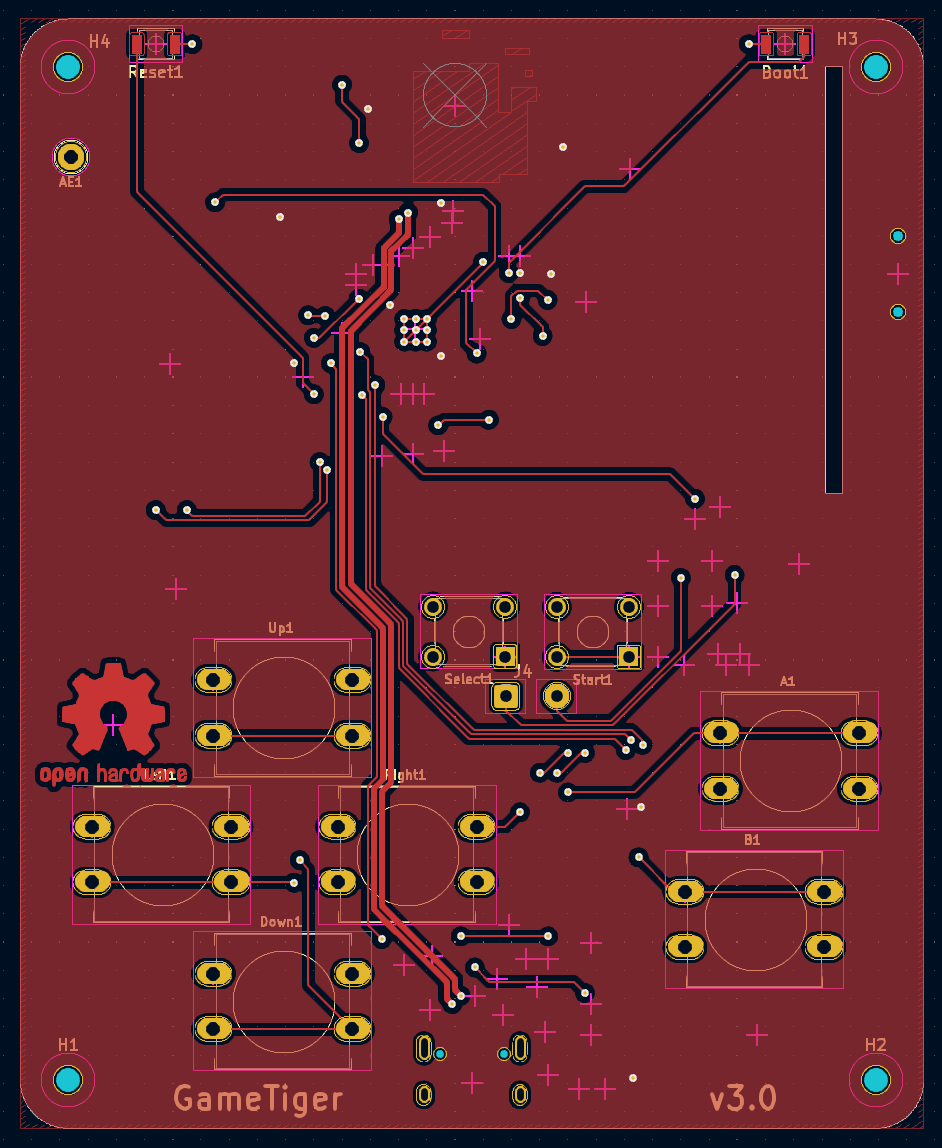 H4
Reset1
Boot1
H3
AE1
Up1
Select1
J4
Start1
A1
open hardware
Right1
B1
Down1
H1
H2
GameTiger
v3.0